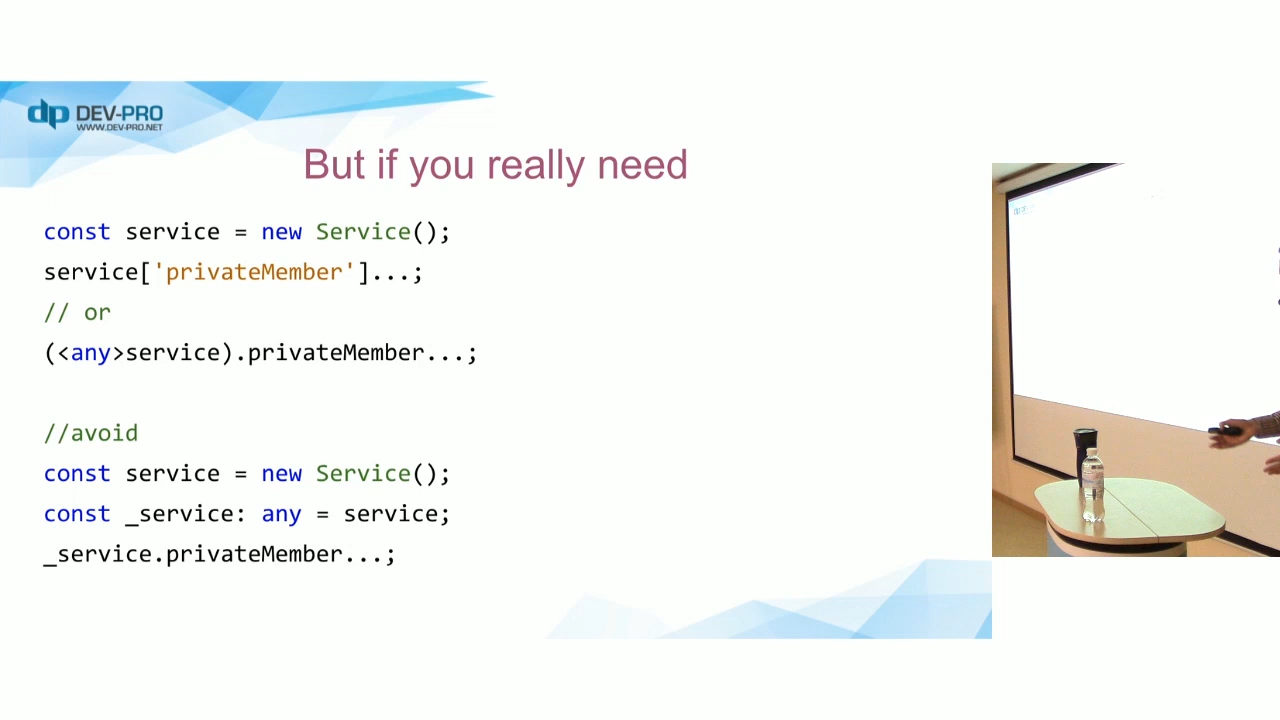 dp DEV-PRO
WWW.DEV-PRO.NET
But if you really need
const service = new Service();
service['privateMember']...;
// or
(<any>service).privateMember...;
//avoid
const service = new Service();
const _service: any = service;
_service.privateMember...;